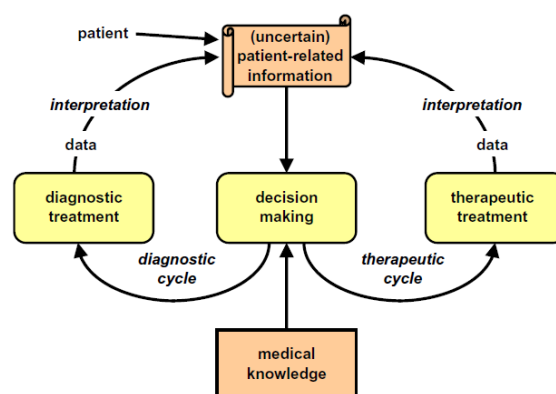 patient
(uncertain)
patient-related
information
interpretation
interpretation
data
data
diagnostic
treatment
decision
making
therapeutic
treatment
diagnostic
cycle
therapeutic
cycle
medical
knowledge